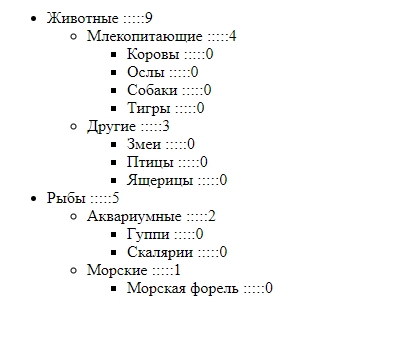 Животные :::::9
Млекопитающие :::::4
Коровы :::::0
Ослы :::::0
Собаки :::::0
Тигры :::::0
Другие :::::3
Змеи :::::0
Птицы :::::0
Ящерицы :::::0
Рыбы :::::5
Аквариумные :::::2
Гуппи :::::0
Скалярии :::::0
Морские :::::1
Морская форель :::::0